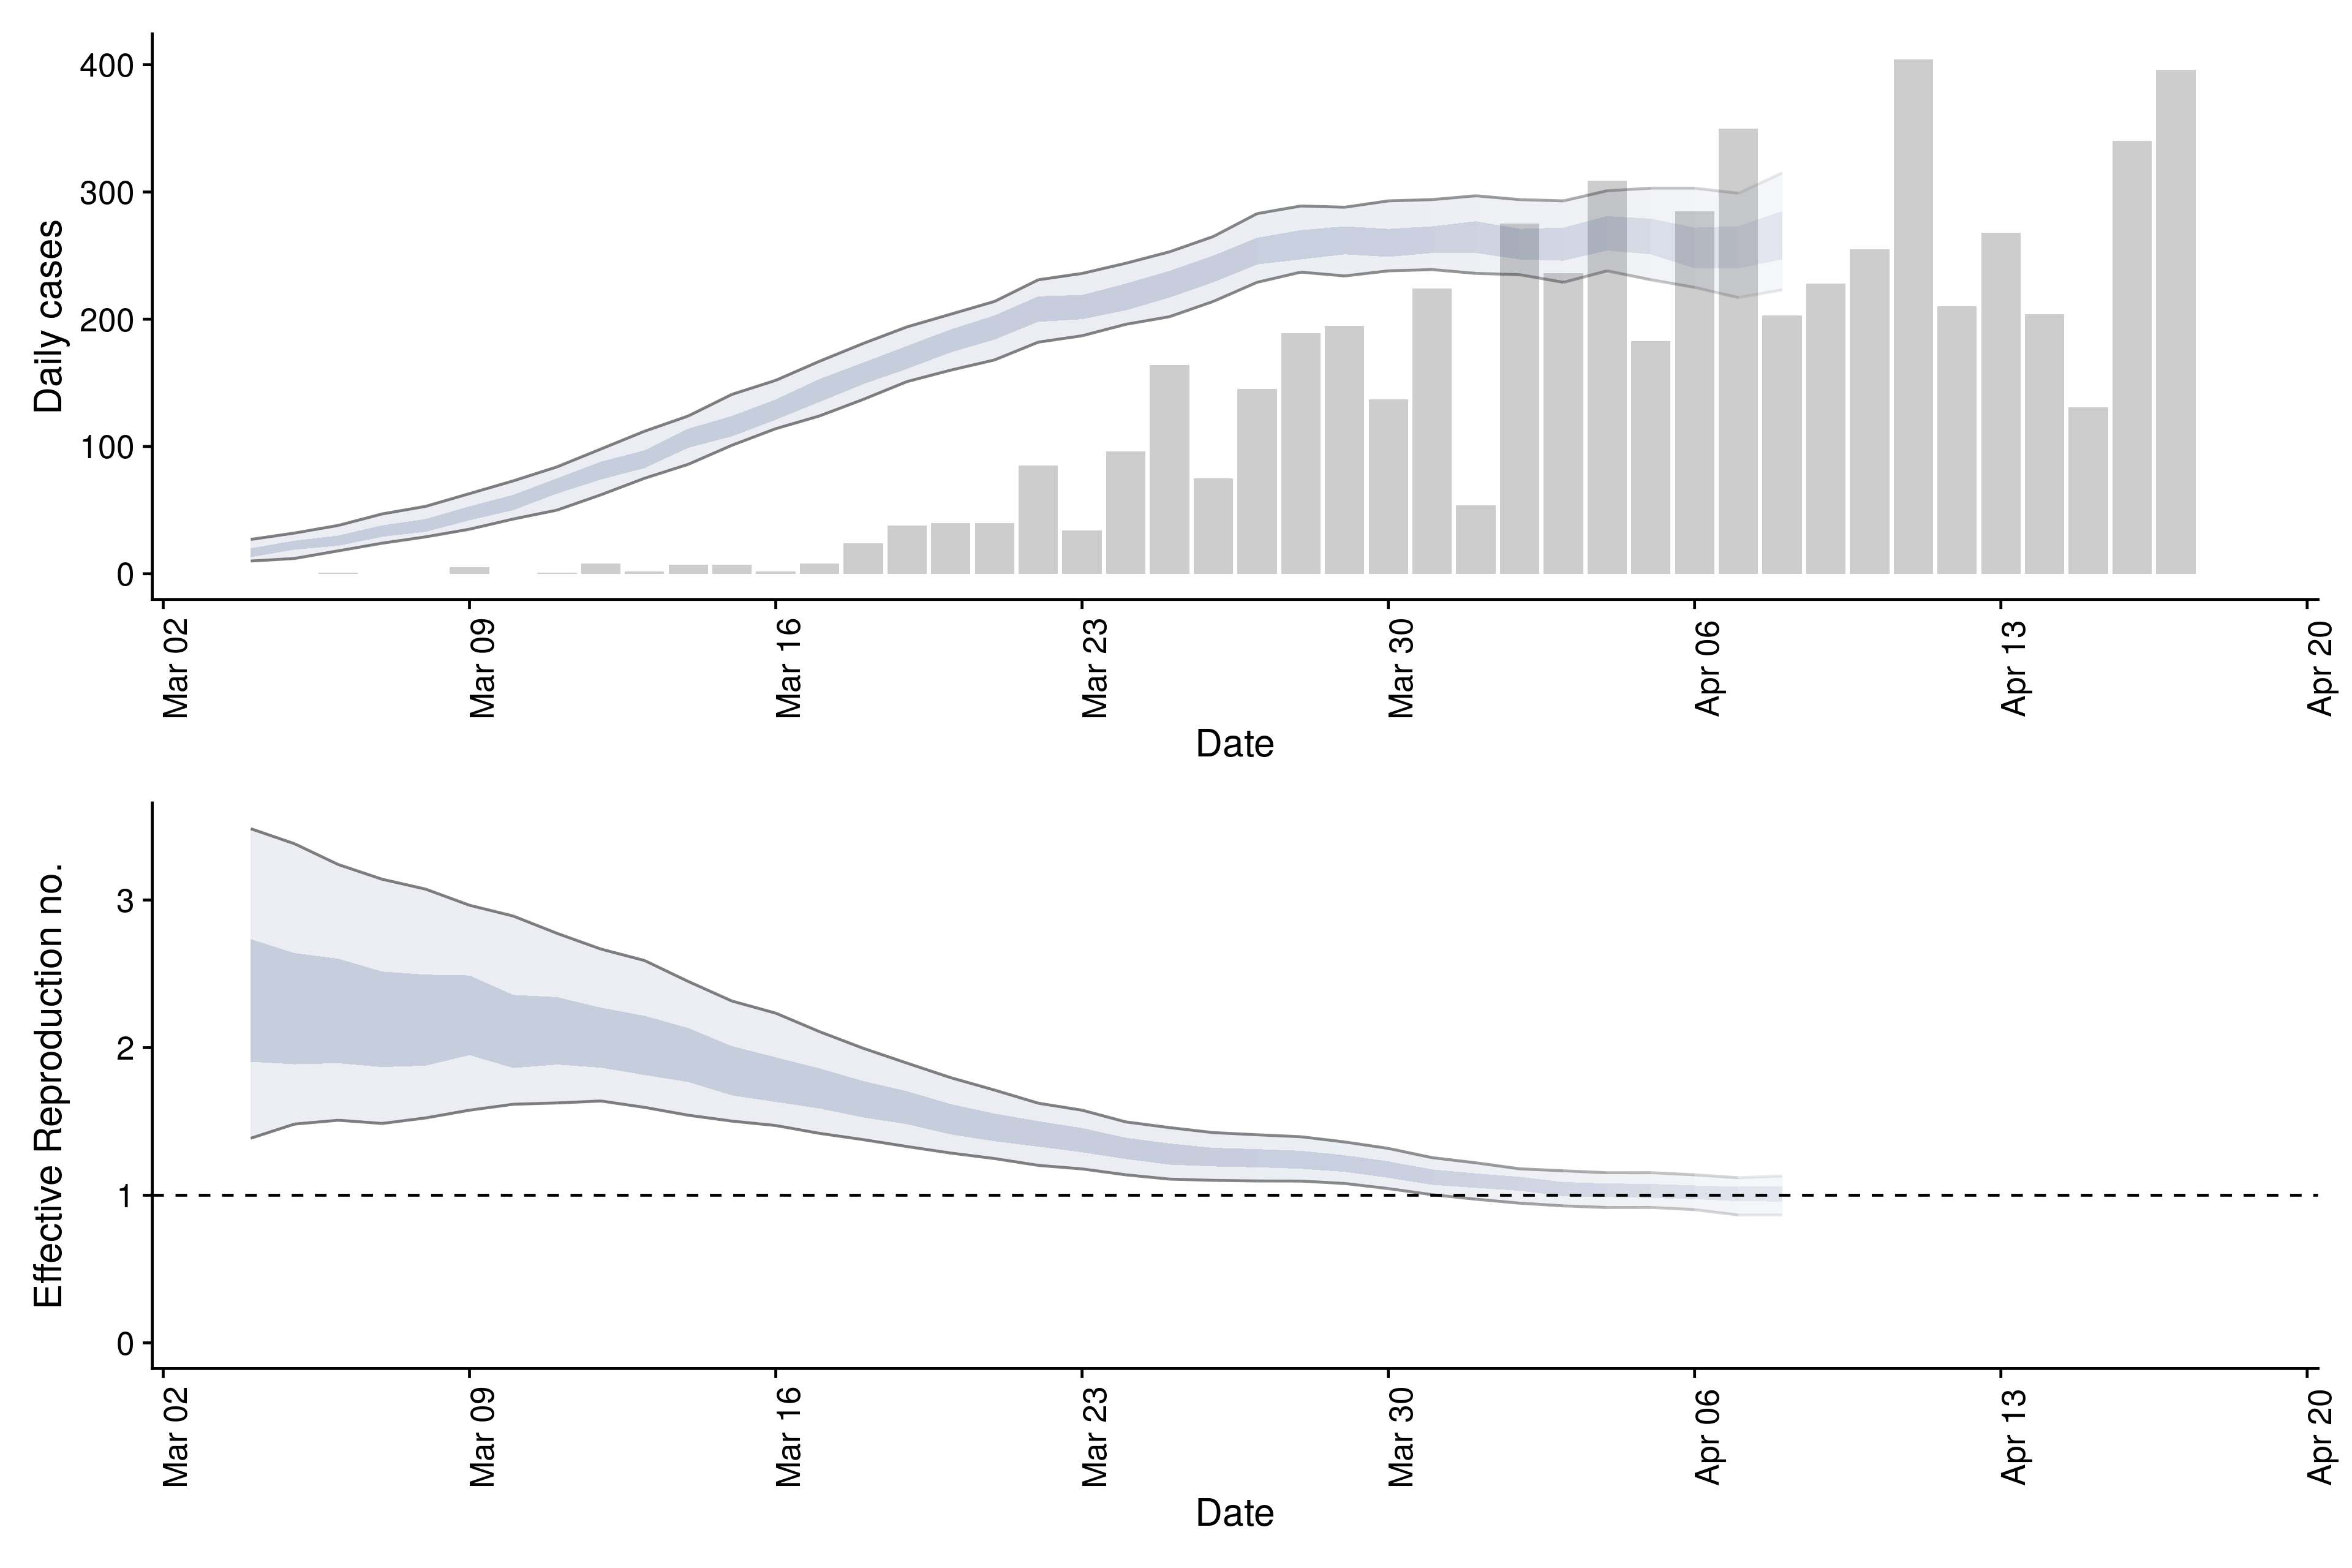 Daily cases
400
300
200
100
0
Mar 02
Mar 09
Mar 16
Mar 23
Mar 30
Apr 06
Apr 13
Apr 20
Date
Effective Reproduction no.
3
2
1
0
Mar 02
Mar 09
Mar 16
Mar 23
Mar 30
Apr 06
Apr 13
Apr 20
Date